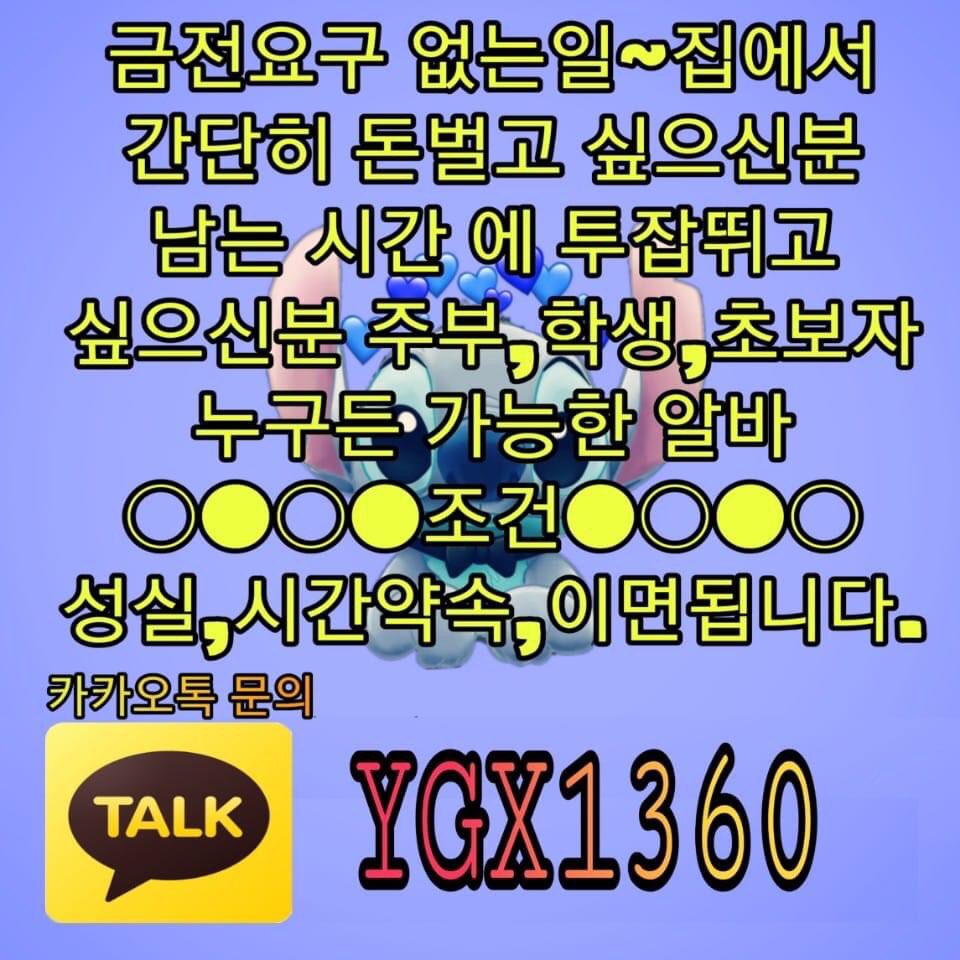 금전요구 없는일~집에서
간단히 돈벌고 싶으신분
남는 시간 에 투잡뛰고
싶으신분 주부,학생,초보자
누구든 가능한 알바
○●○●조건●○●○
성실,시간약속,이면됩니다.
카카오톡 문의
TALK
YGX1360